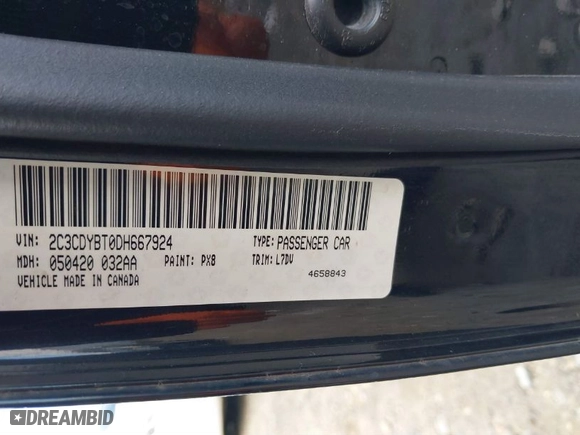 VIN: 2C3CDYBT0DH667924 TYPE: PASSENGER CAR
MDH: 050420 032AA PAINT: PX8 TRIM: L7DV
VEHICLE MADE IN CANADA 4658843
DREAMBID